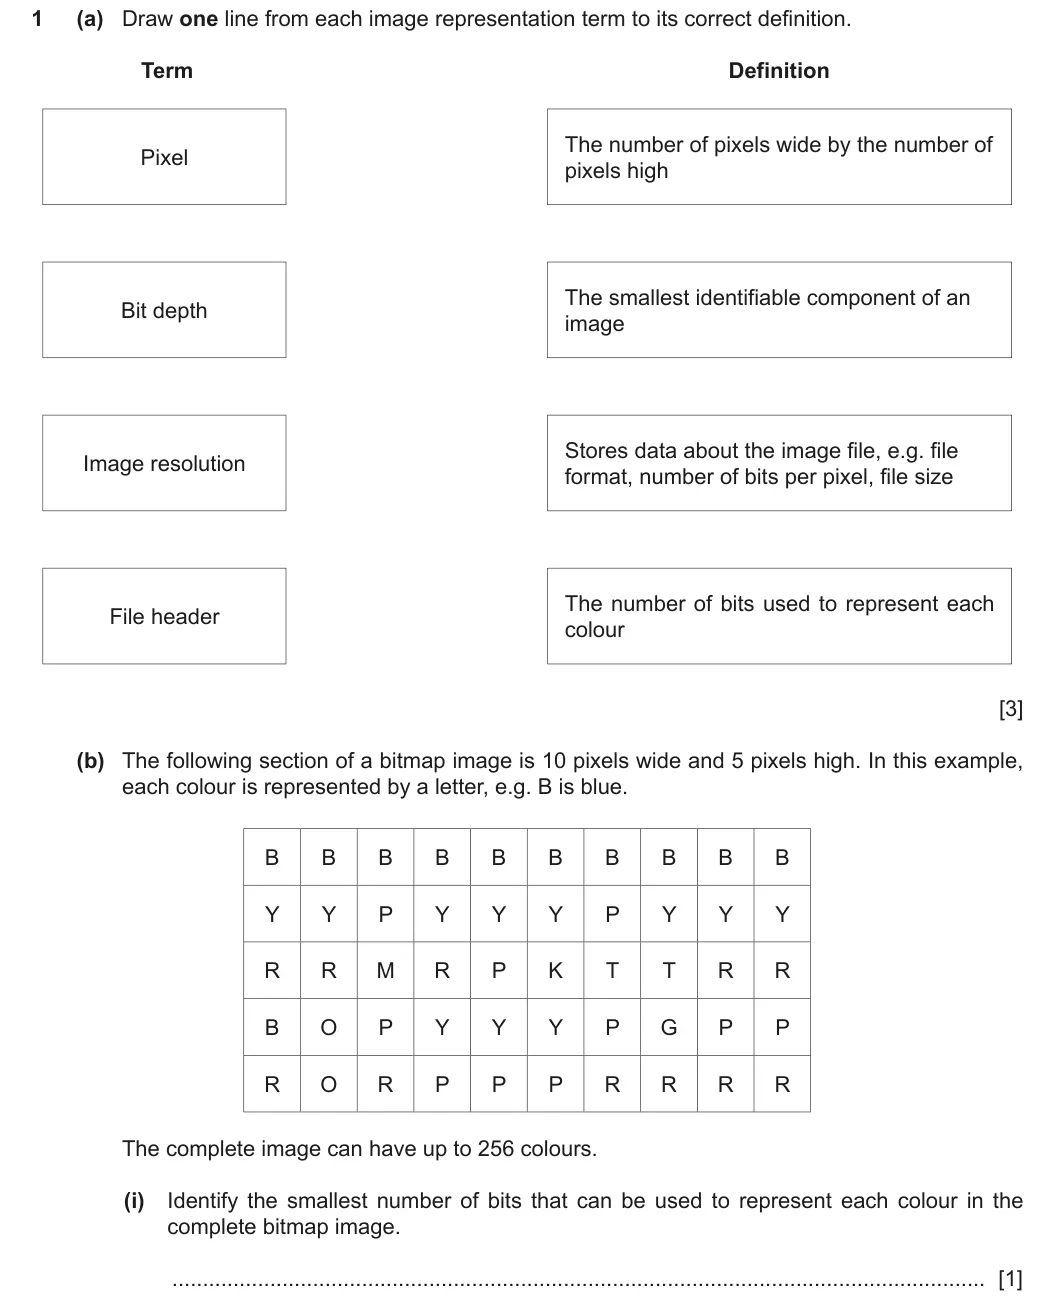 1 (a) Draw one line from each image representation term to its correct definition.
Term Definition
Pixel
The number of pixels wide by the number of
pixels high
Bit depth
The smallest identifiable component of an
image
Image resolution
Stores data about the image file, e.g. file
format, number of bits per pixel, file size
File header
The number of bits used to represent each
colour
[3]
(b) The following section of a bitmap image is 10 pixels wide and 5 pixels high. In this example,
each colour is represented by a letter, e.g. B is blue.
B B B B B B B B B B
Y Y P Y Y Y P Y Y Y
R R M R P K T T R R
B O P Y Y Y P G P P
R O R P P P R R R R
The complete image can have up to 256 colours.
(i) Identify the smallest number of bits that can be used to represent each colour in the
complete bitmap image.
..................................................................................................................................... [1]